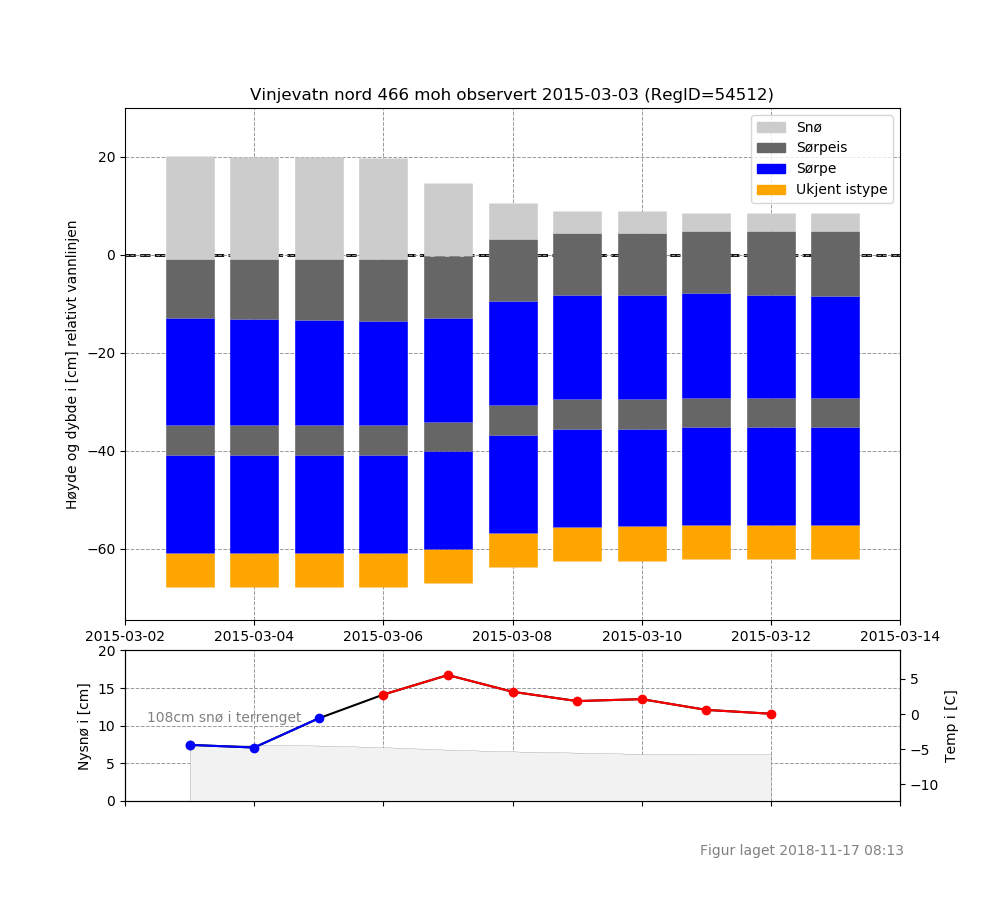 Vinjevatn nord 466 moh observert 2015-03-03 (RegID=54512)
Snø
Sørpeis
Sørpe
Ukjent istype
Høyde og dybde i [cm] relativt vannlinjen
20
0
−20
−40
−60
2015-03-02 2015-03-04 2015-03-06 2015-03-08 2015-03-10 2015-03-12 2015-03-14
Nysnø i [cm]
20
15
10
5
0
108cm snø i terrenget
5
0
−5
−10
Temp i [C]
Figur laget 2018-11-17 08:13